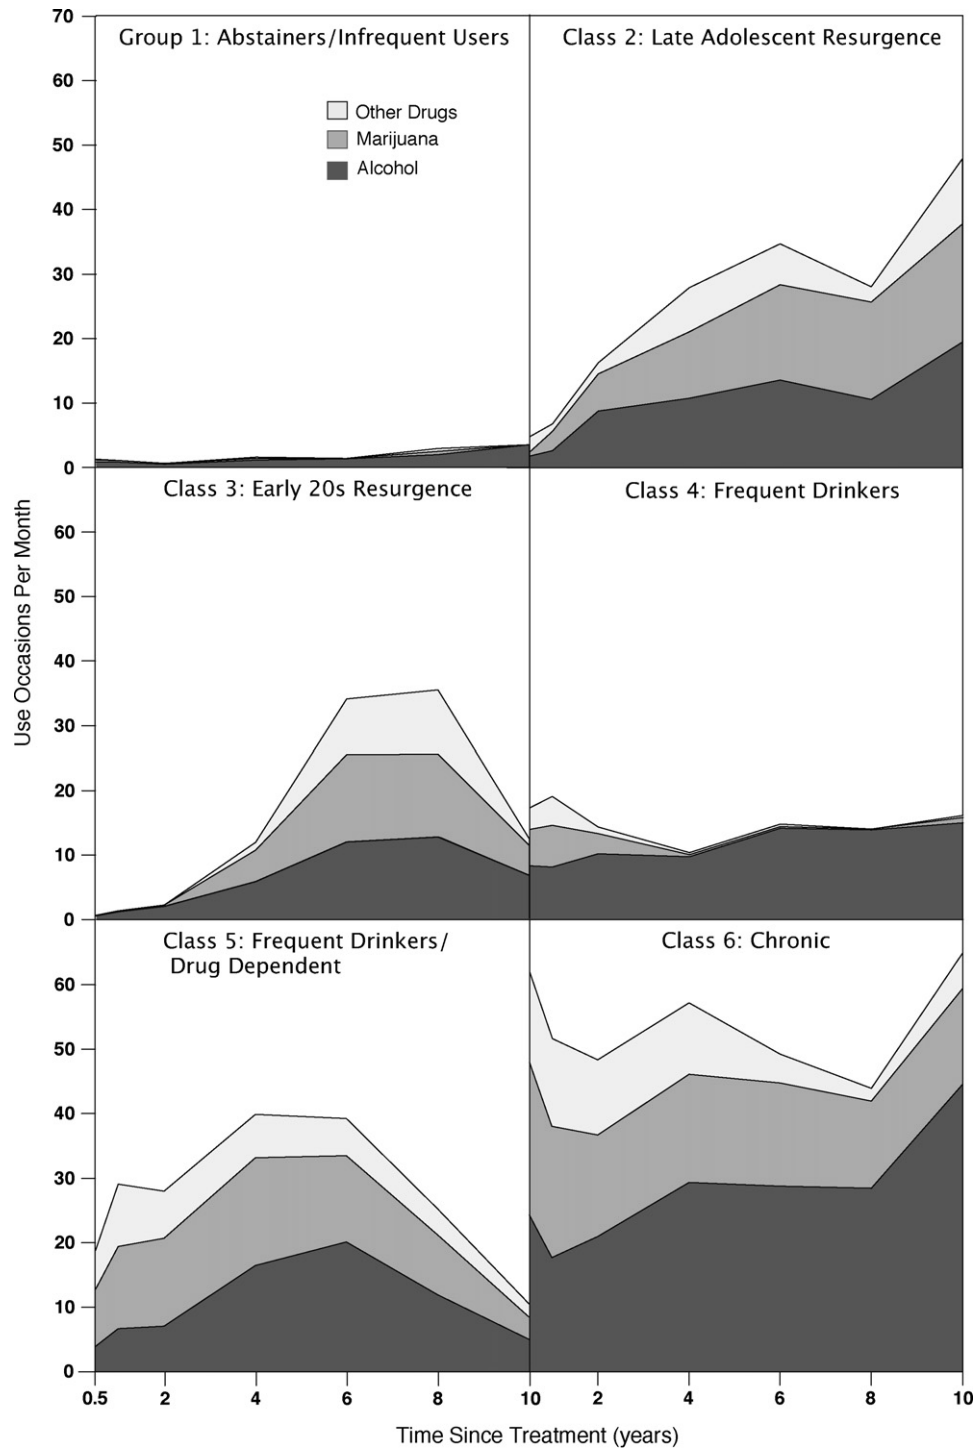 70
Group 1: Abstainers/Infrequent Users
Class 2: Late Adolescent Resurgence
60
Other Drugs
50
Marijuana
Alcohol
40
30
20
10
0
Class 3: Early 20s Resurgence
Class 4: Frequent Drinkers
60
50
Use Occasions Per Month
40
30
20
10
0
Class 5: Frequent Drinkers/
Drug Dependent
Class 6: Chronic
60
50
40
30
20
10
0
0.5 2 4 6 8 10 2 4 6 8 10
Time Since Treatment (years)